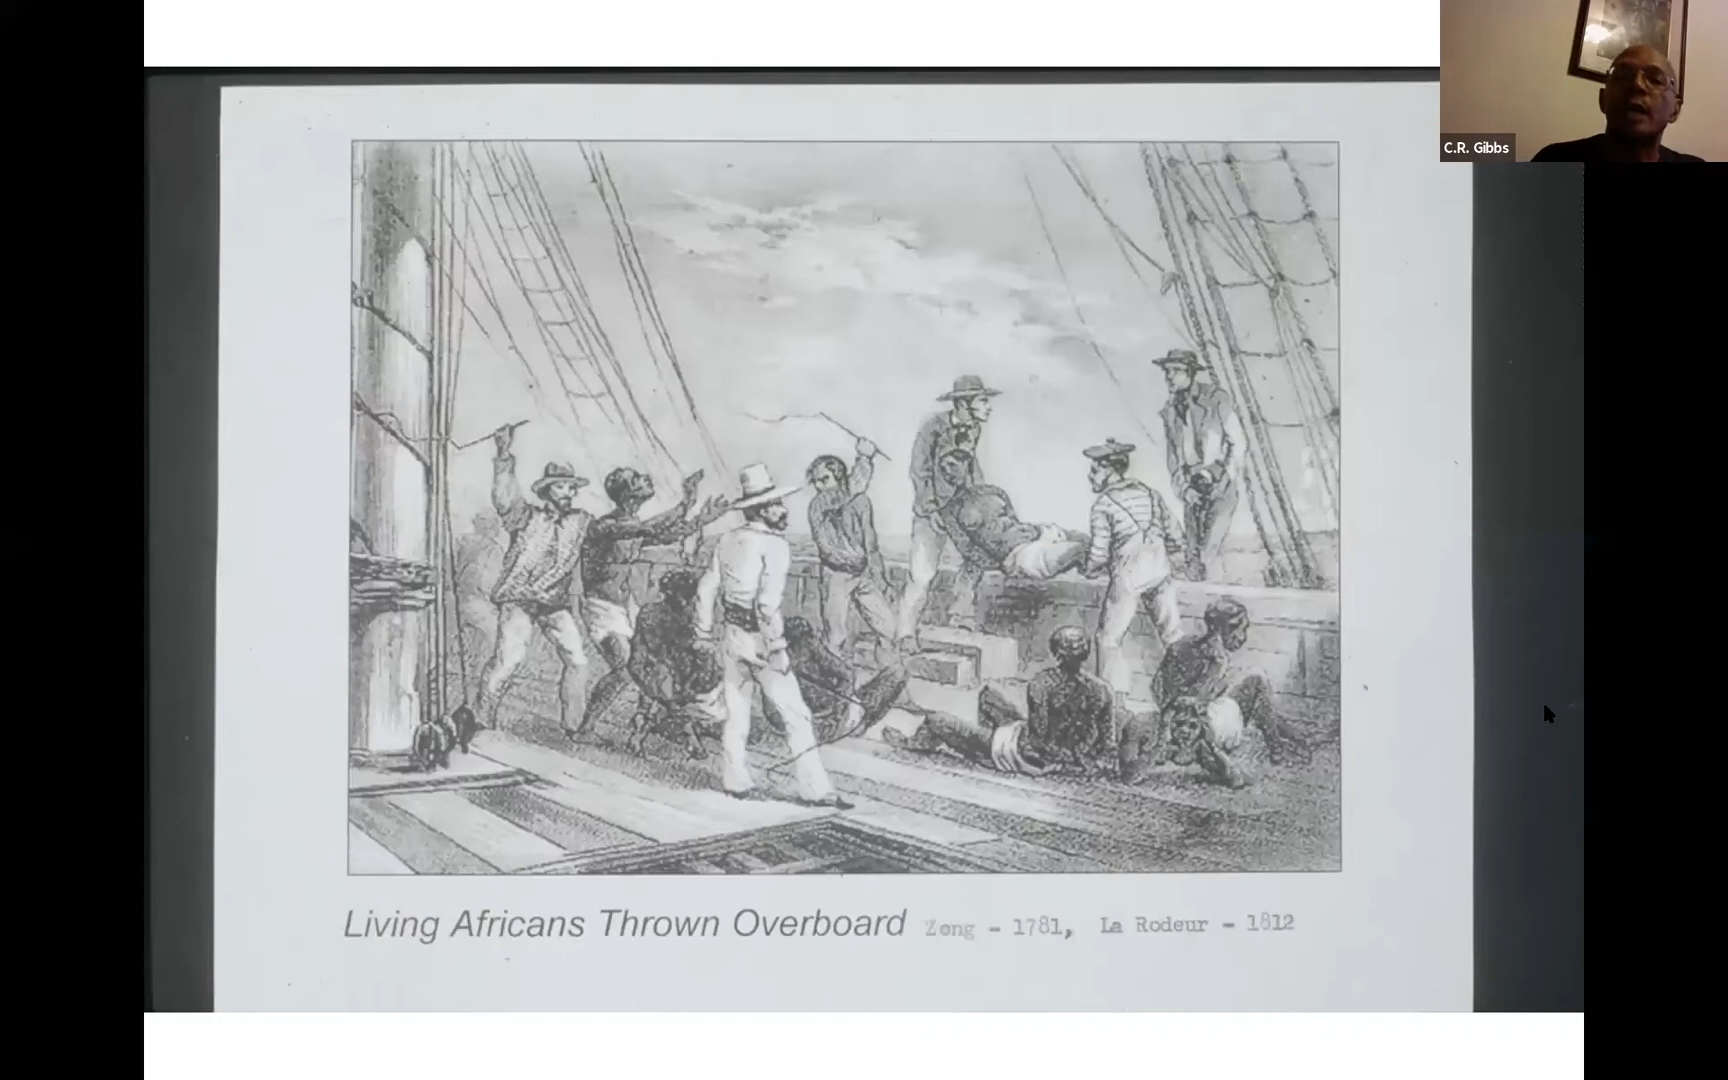 C.R. Gibbs
Living Africans Thrown Overboard Zong - 1781, La Rodeur - 1812